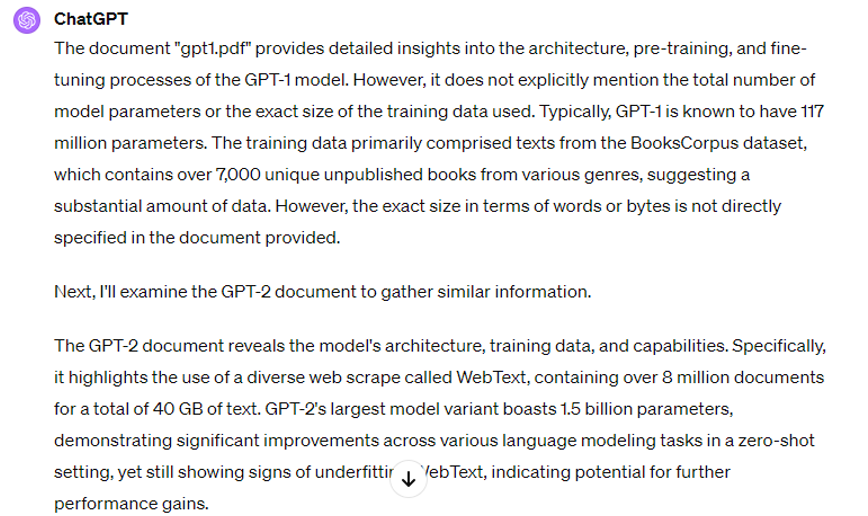 ChatGPT
The document "gpt1.pdf" provides detailed insights into the architecture, pre-training, and fine-
tuning processes of the GPT-1 model. However, it does not explicitly mention the total number of
model parameters or the exact size of the training data used. Typically, GPT-1 is known to have 117
million parameters. The training data primarily comprised texts from the BooksCorpus dataset,
which contains over 7,000 unique unpublished books from various genres, suggesting a
substantial amount of data. However, the exact size in terms of words or bytes is not directly
specified in the document provided.
Next, I'll examine the GPT-2 document to gather similar information.
The GPT-2 document reveals the model's architecture, training data, and capabilities. Specifically,
it highlights the use of a diverse web scrape called WebText, containing over 8 million documents
for a total of 40 GB of text. GPT-2's largest model variant boasts 1.5 billion parameters,
demonstrating significant improvements across various language modeling tasks in a zero-shot
setting, yet still showing signs of indicating potential for further
performance gains.